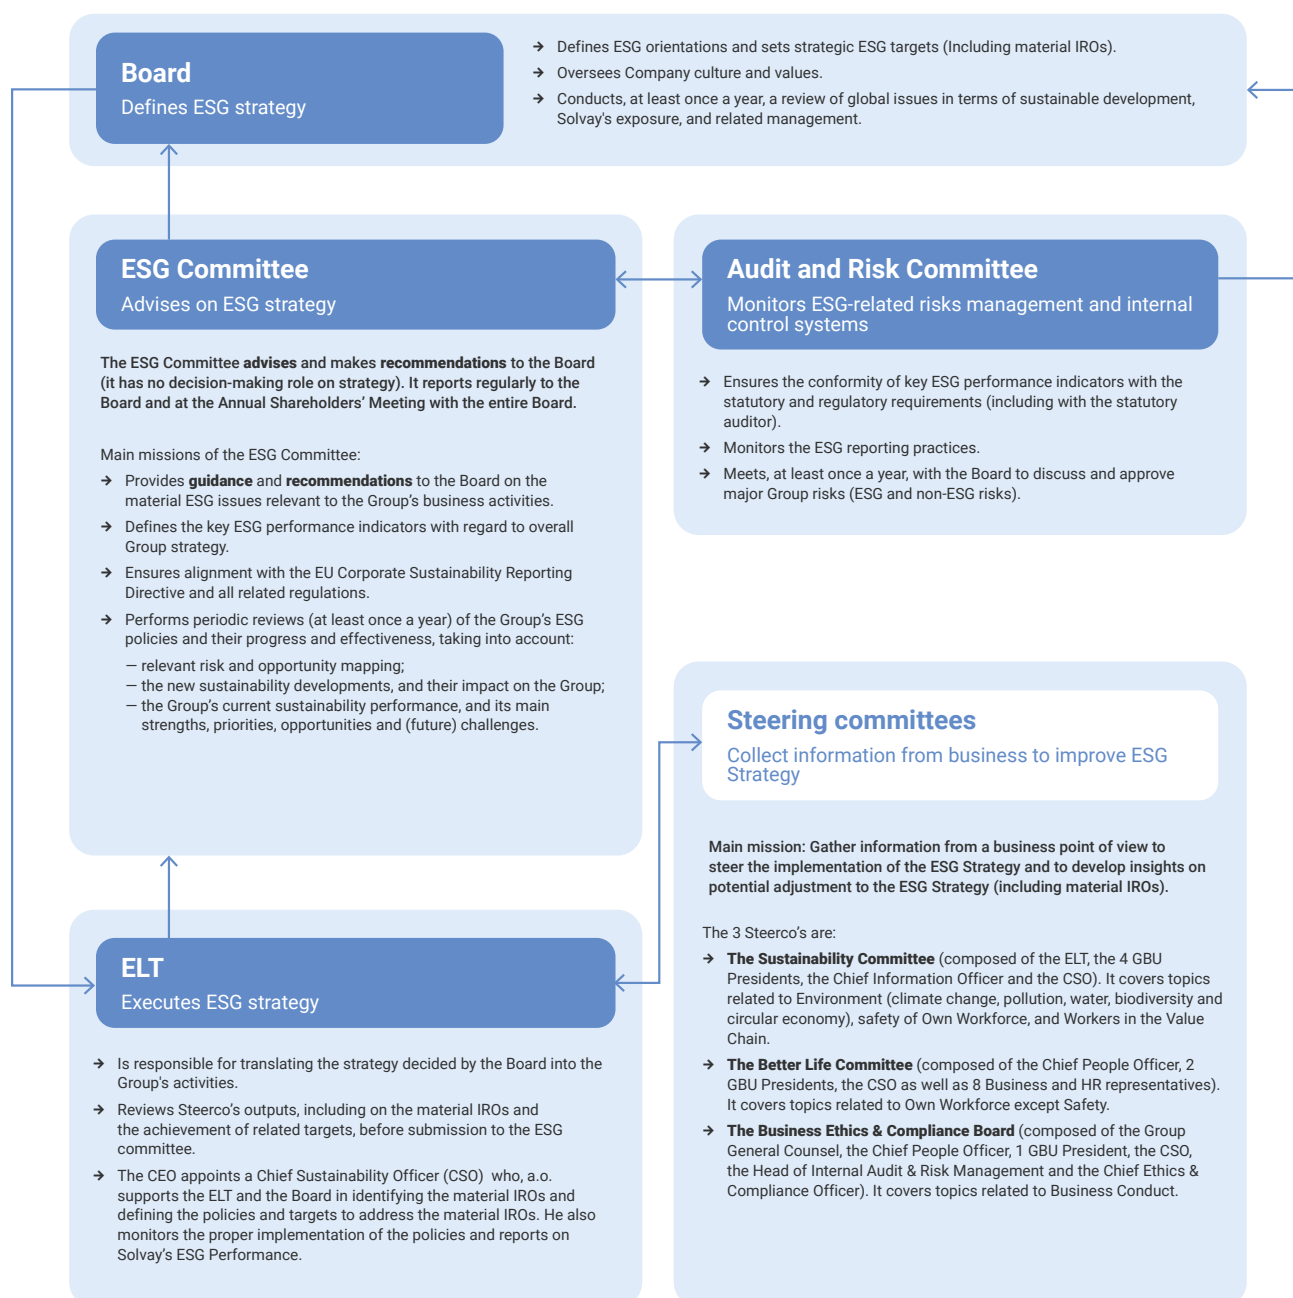 Board
Defines ESG strategy
→ Defines ESG orientations and sets strategic ESG targets (Including material IROs).
→ Oversees Company culture and values.
→ Conducts, at least once a year, a review of global issues in terms of sustainable development,
Solvay's exposure, and related management.
ESG Committee
Advises on ESG strategy
The ESG Committee advises and makes recommendations to the Board
(it has no decision-making role on strategy). It reports regularly to the
Board and at the Annual Shareholders’ Meeting with the entire Board.
Main missions of the ESG Committee:
→ Provides guidance and recommendations to the Board on the
material ESG issues relevant to the Group’s business activities.
→ Defines the key ESG performance indicators with regard to overall
Group strategy.
→ Ensures alignment with the EU Corporate Sustainability Reporting
Directive and all related regulations.
→ Performs periodic reviews (at least once a year) of the Group’s ESG
policies and their progress and effectiveness, taking into account:
— relevant risk and opportunity mapping;
— the new sustainability developments, and their impact on the Group;
— the Group’s current sustainability performance, and its main
strengths, priorities, opportunities and (future) challenges.
Audit and Risk Committee
Monitors ESG-related risks management and internal
control systems
→ Ensures the conformity of key ESG performance indicators with the
statutory and regulatory requirements (including with the statutory
auditor).
→ Monitors the ESG reporting practices.
→ Meets, at least once a year, with the Board to discuss and approve
major Group risks (ESG and non-ESG risks).
ELT
Executes ESG strategy
→ Is responsible for translating the strategy decided by the Board into the
Group's activities.
→ Reviews Steerco’s outputs, including on the material IROs and
the achievement of related targets, before submission to the ESG
committee.
→ The CEO appoints a Chief Sustainability Officer (CSO) who, a.o.
supports the ELT and the Board in identifying the material IROs and
defining the policies and targets to address the material IROs. He also
monitors the proper implementation of the policies and reports on
Solvay’s ESG Performance.
Steering committees
Collect information from business to improve ESG
Strategy
Main mission: Gather information from a business point of view to
steer the implementation of the ESG Strategy and to develop insights on
potential adjustment to the ESG Strategy (including material IROs).
The 3 Steerco’s are:
→ The Sustainability Committee (composed of the ELT, the 4 GBU
Presidents, the Chief Information Officer and the CSO). It covers topics
related to Environment (climate change, pollution, water, biodiversity and
circular economy), safety of Own Workforce, and Workers in the Value
Chain.
→ The Better Life Committee (composed of the Chief People Officer, 2
GBU Presidents, the CSO as well as 8 Business and HR representatives).
It covers topics related to Own Workforce except Safety.
→ The Business Ethics & Compliance Board (composed of the Group
General Counsel, the Chief People Officer, 1 GBU President, the CSO,
the Head of Internal Audit & Risk Management and the Chief Ethics &
Compliance Officer). It covers topics related to Business Conduct.